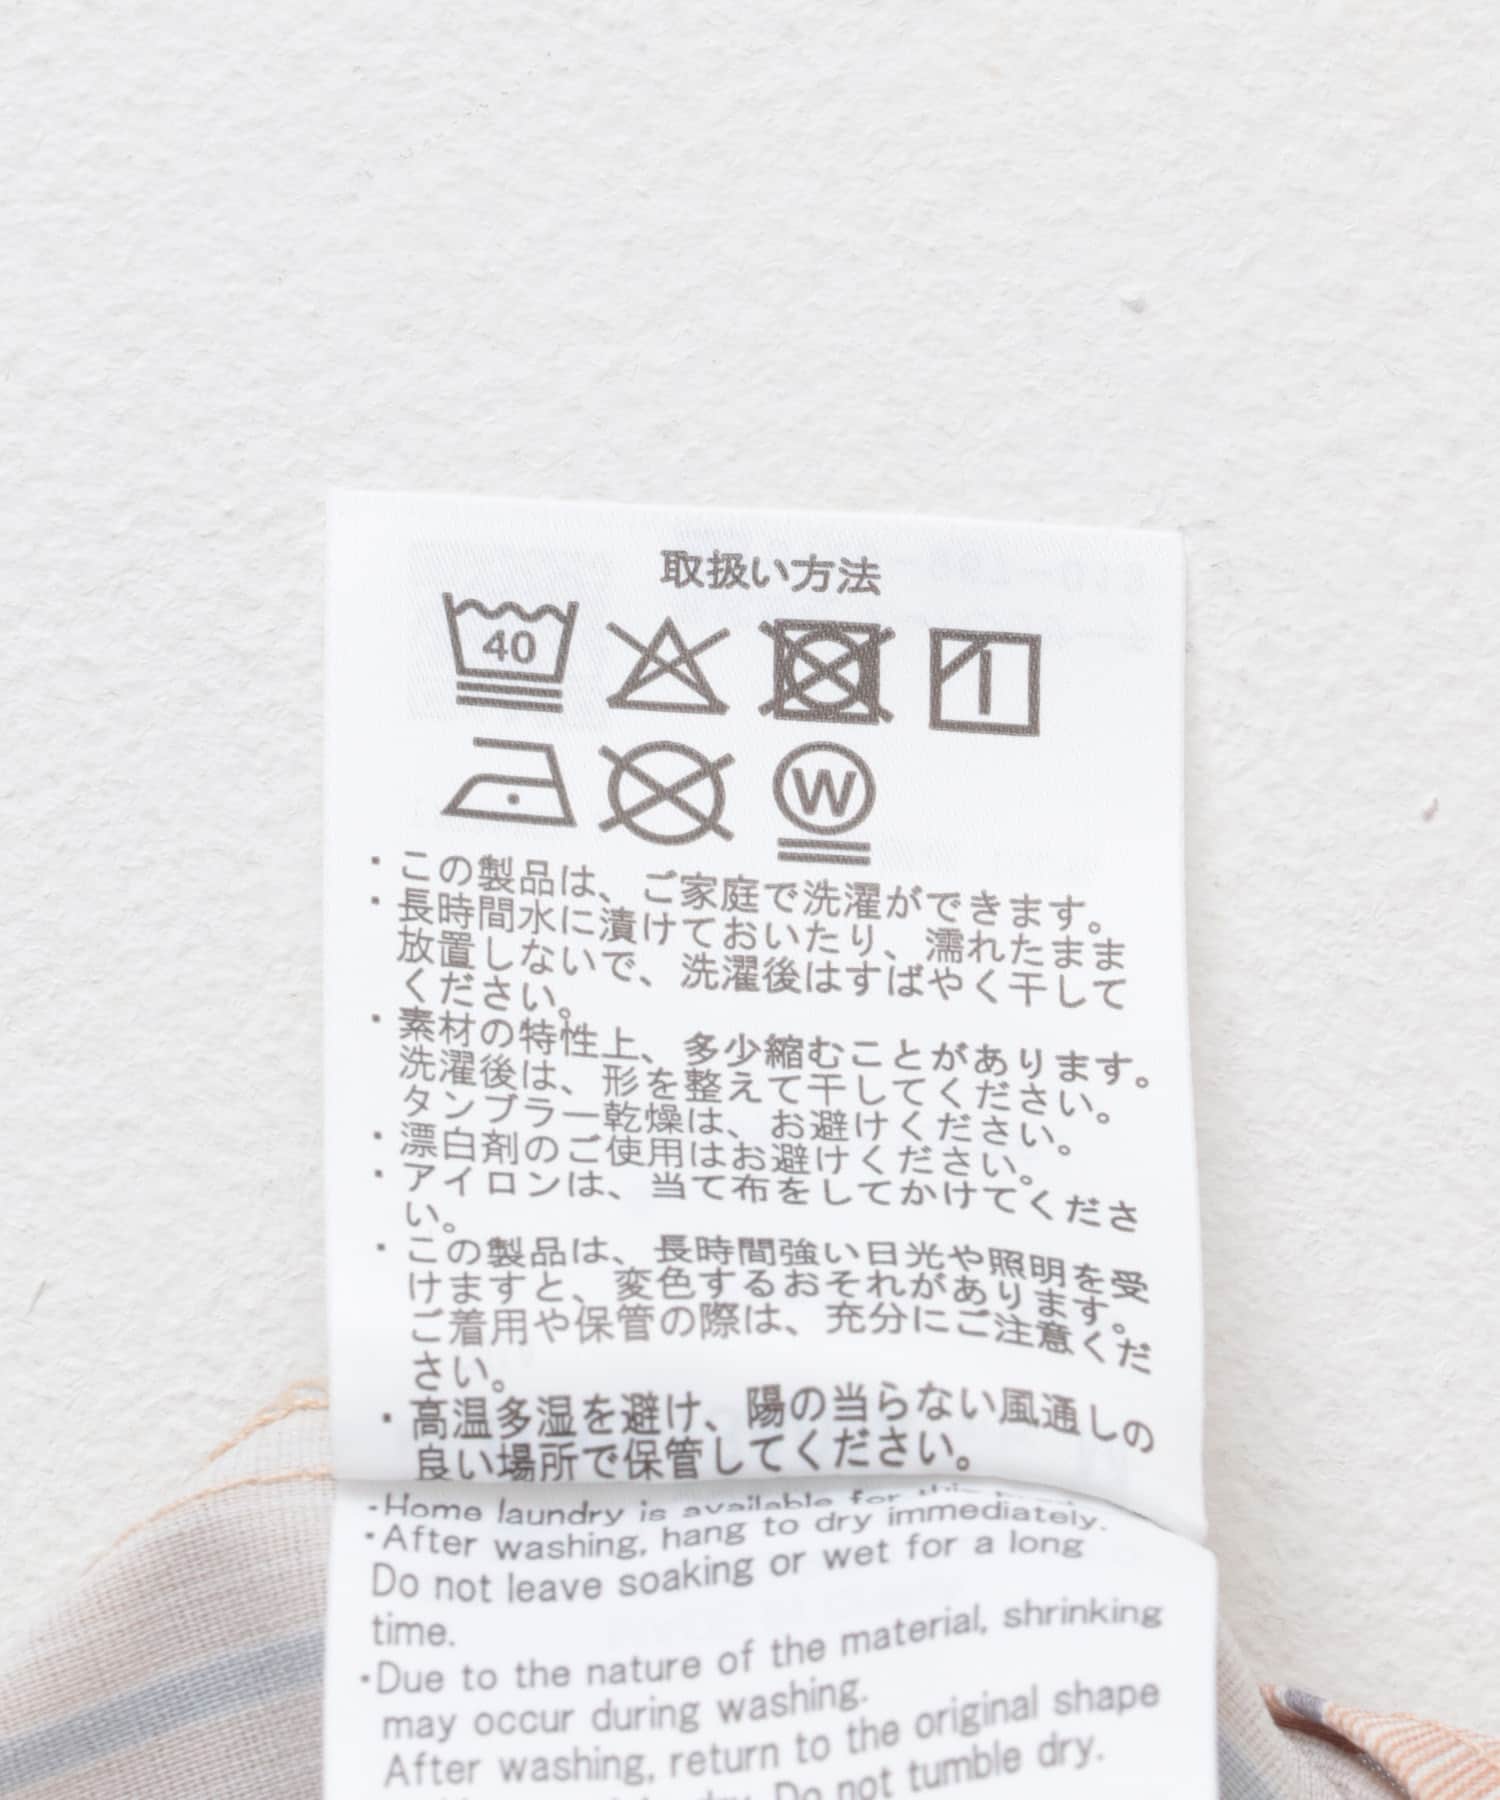 取扱い方法
40
W
・この製品は、ご家庭で洗濯ができます。
・長時間水に漬けておいたり、濡れたまま
放置しないで、洗濯後はすばやく干して
ください。
・素材の特性上、多少縮むことがあります。
洗濯後は、形を整えて干してください。
タンブラー乾燥は、お避けください。
・漂白剤のご使用はお避けください。
・アイロンは、当て布をしてかけてくださ
い。
・この製品は、長時間強い日光や照明を受
けますと、変色するおそれがあります。
ご着用や保管の際は、充分にご注意くだ
さい。
・高温多湿を避け、陽の当らない風通しの
良い場所で保管してください。
・Home laundry is available for this
・After washing, hang to dry immediately.
Do not leave soaking or wet for a long
time.
・Due to the nature of the material, shrinking
may occur during washing.
After washing, return to the original shape
dry. Do not tumble dry.